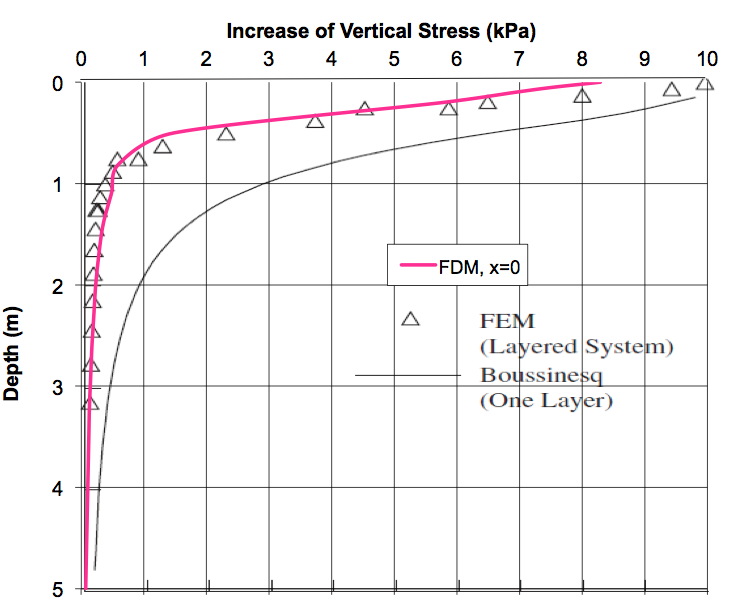 Increase of Vertical Stress (kPa)
0 1 2 3 4 5 6 7 8 9 10
0
1
2
3
4
5
Depth (m)
FDM, x=0
FEM
(Layered System)
Boussinesq
(One Layer)